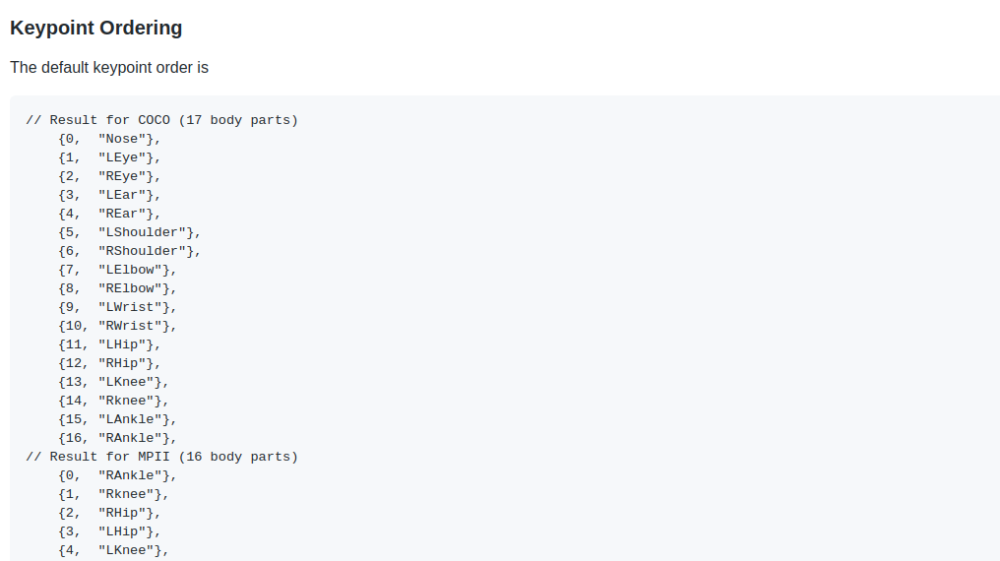 Keypoint Ordering
The default keypoint order is
// Result for COCO (17 body parts)
    {0,  "Nose"},
    {1,  "LEye"},
    {2,  "REye"},
    {3,  "LEar"},
    {4,  "REar"},
    {5,  "LShoulder"},
    {6,  "RShoulder"},
    {7,  "LElbow"},
    {8,  "RElbow"},
    {9,  "LWrist"},
    {10, "RWrist"},
    {11, "LHip"},
    {12, "RHip"},
    {13, "LKnee"},
    {14, "Rknee"},
    {15, "LAnkle"},
    {16, "RAnkle"},
// Result for MPII (16 body parts)
    {0,  "RAnkle"},
    {1,  "Rknee"},
    {2,  "RHip"},
    {3,  "LHip"},
    {4,  "LKnee"},